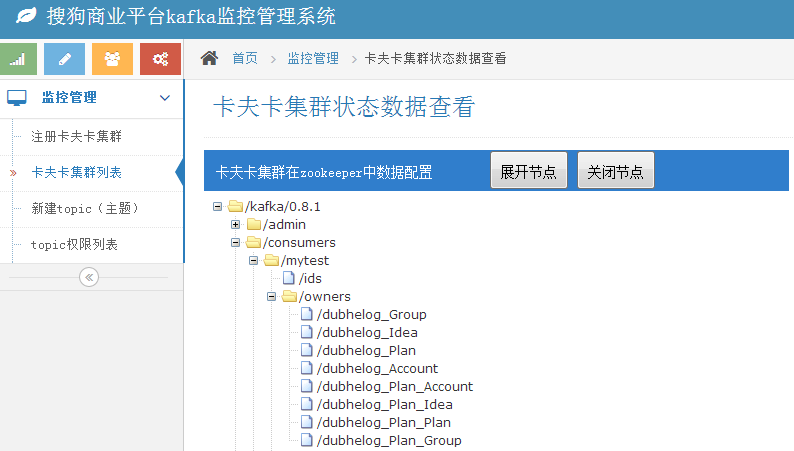 搜狗商业平台kafka监控管理系统
首页 > 监控管理 > 卡夫卡集群状态数据查看
监控管理
注册卡夫卡集群
卡夫卡集群列表
新建topic（主题）
topic权限列表
卡夫卡集群状态数据查看
卡夫卡集群在zookeeper中数据配置 展开节点 关闭节点
/kafka/0.8.1
/admin
/consumers
/mytest
/ids
/owners
/dubhelog_Group
/dubhelog_Idea
/dubhelog_Plan
/dubhelog_Account
/dubhelog_Plan_Account
/dubhelog_Plan_Idea
/dubhelog_Plan_Plan
/dubhelog_Plan_Group